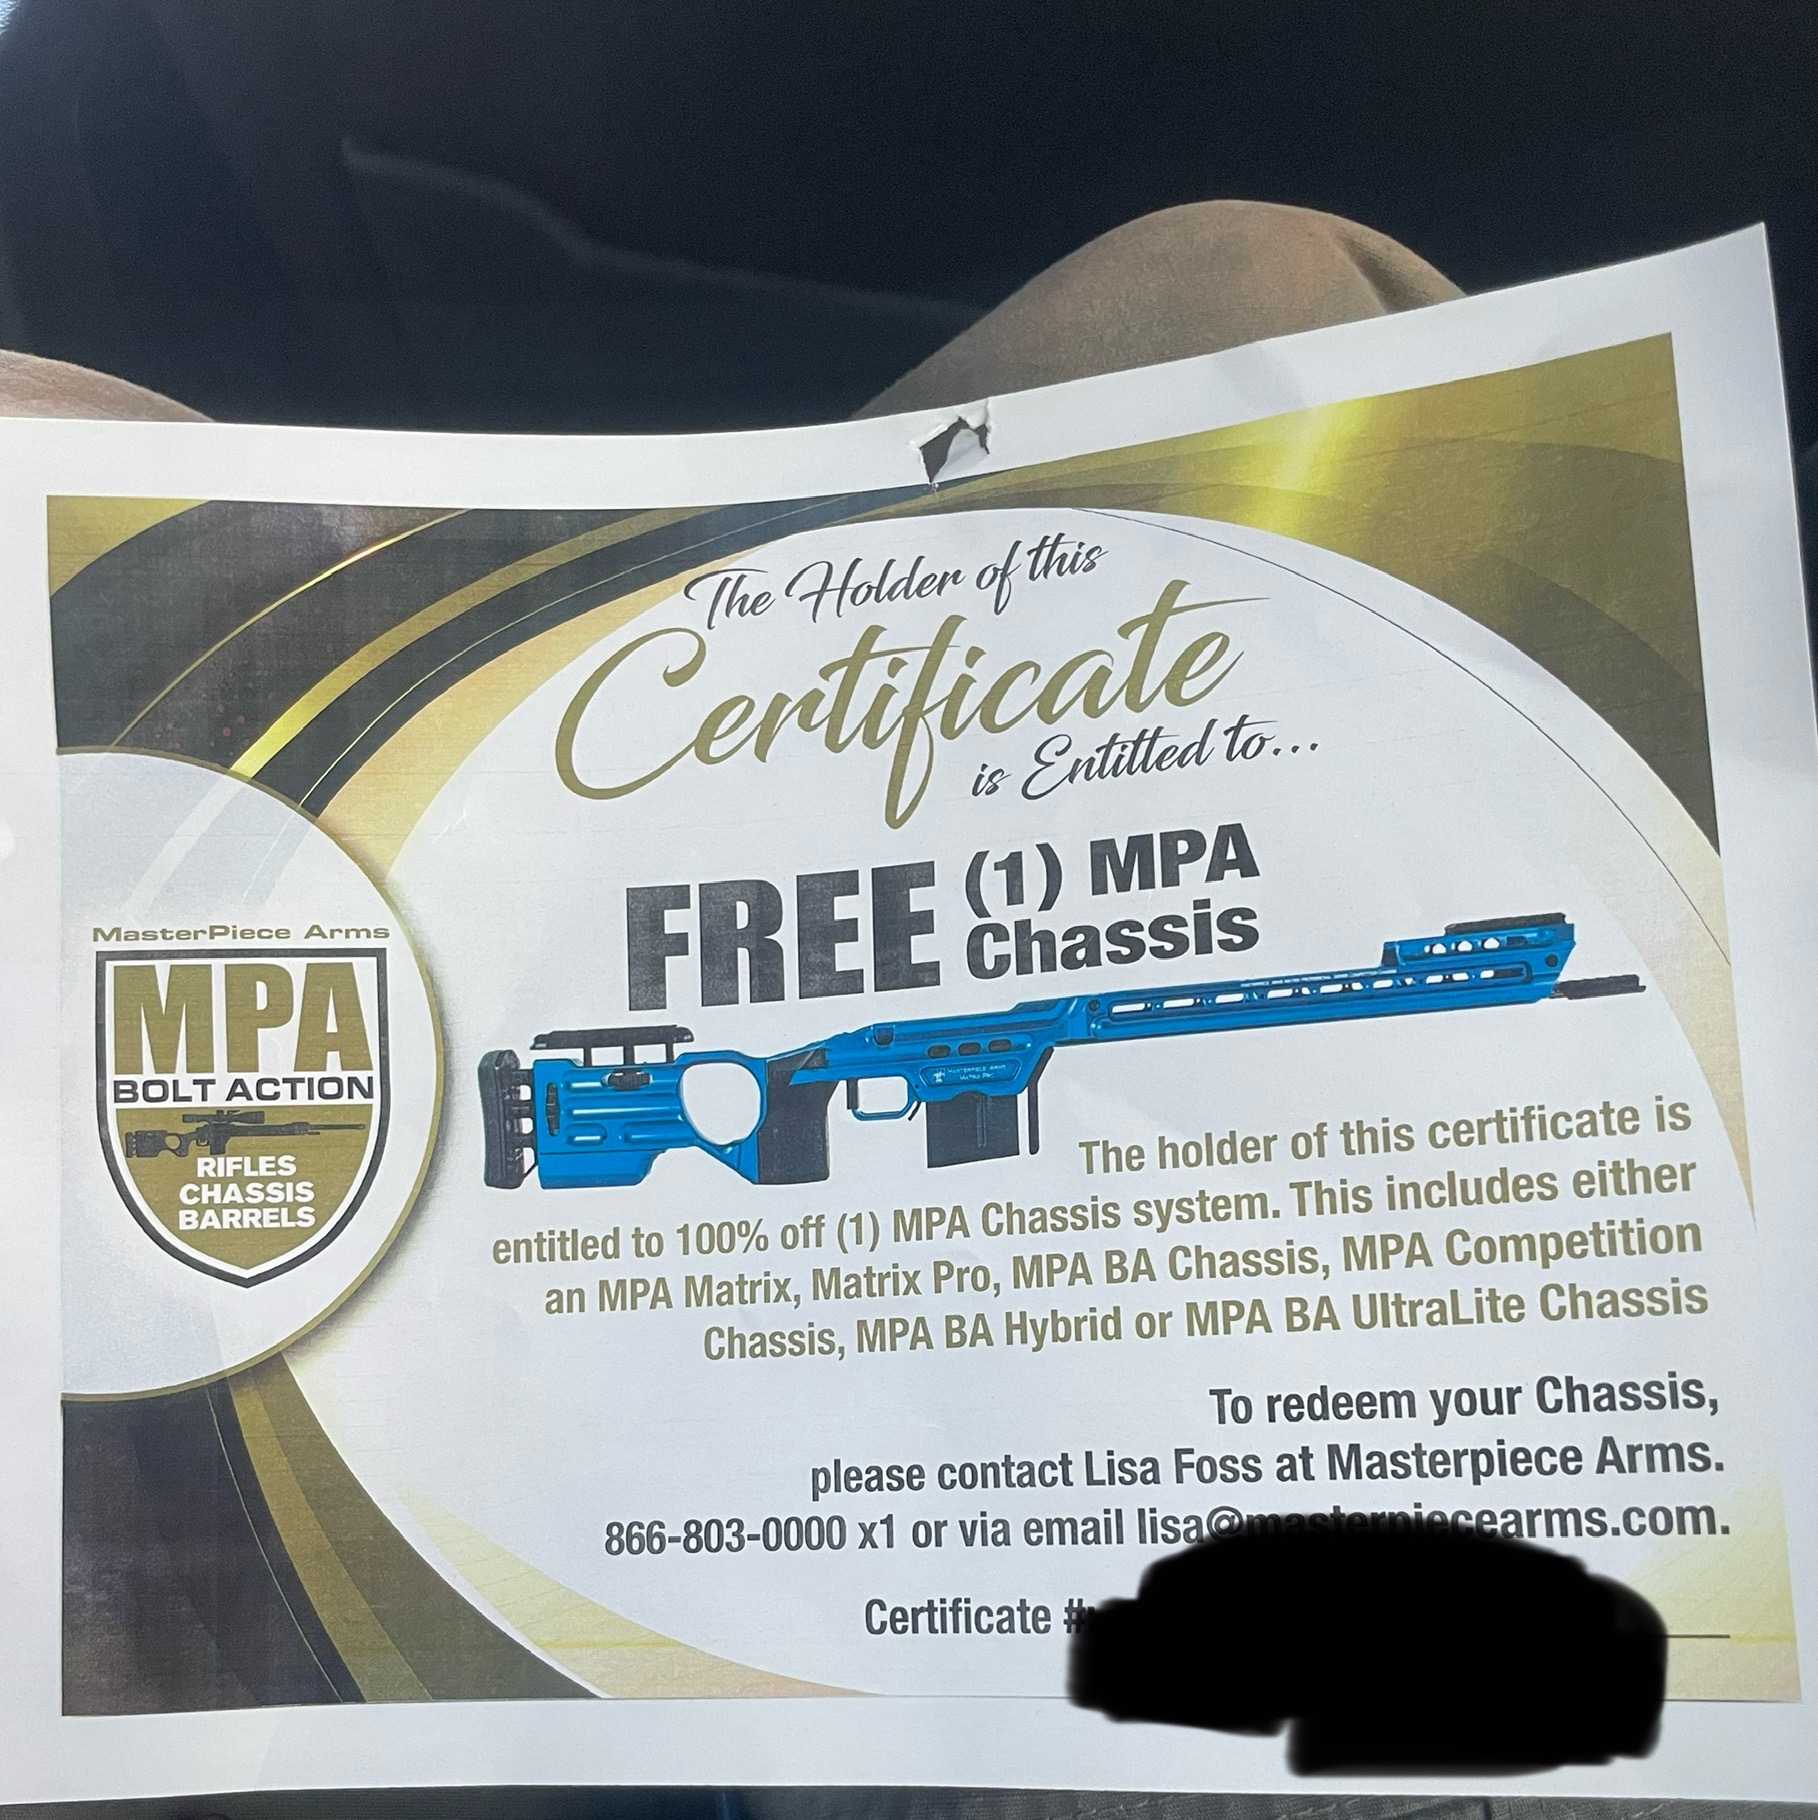 The Holder of this
Certificate
is Entitled to...
FREE (1) MPA
Chassis
MasterPiece Arms
MPA
BOLT ACTION
RIFLES
CHASSIS
BARRELS
The holder of this certificate is
entitled to 100% off (1) MPA Chassis system. This includes either
an MPA Matrix, Matrix Pro, MPA BA Chassis, MPA Competition
Chassis, MPA BA Hybrid or MPA BA UltraLite Chassis
To redeem your Chassis,
please contact Lisa Foss at Masterpiece Arms.
866-803-0000 x1 or via email lisa@masterpiecearms.com.
Certificate #